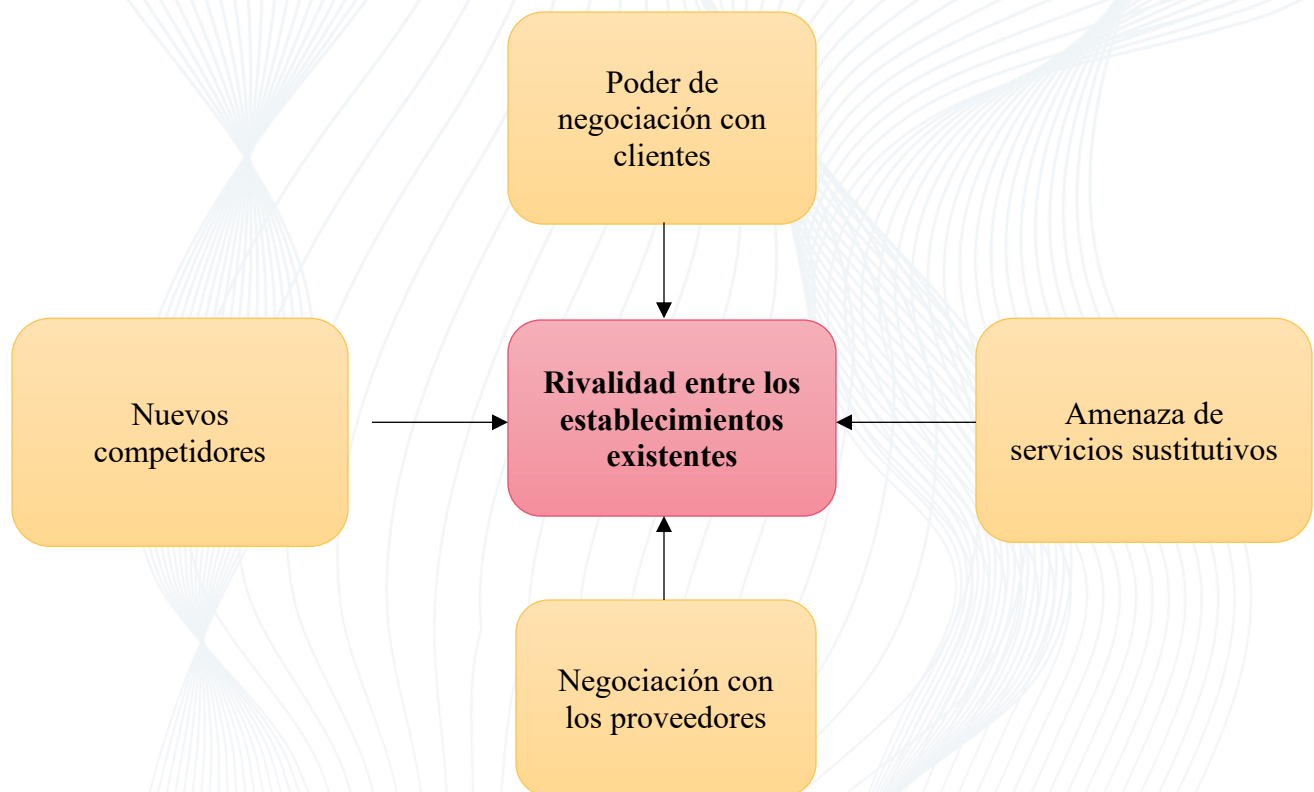 Poder de
negociación con
clientes
Nuevos
competidores
Rivalidad entre los
establecimientos
existentes
Amenaza de
servicios sustitutivos
Negociación con
los proveedores